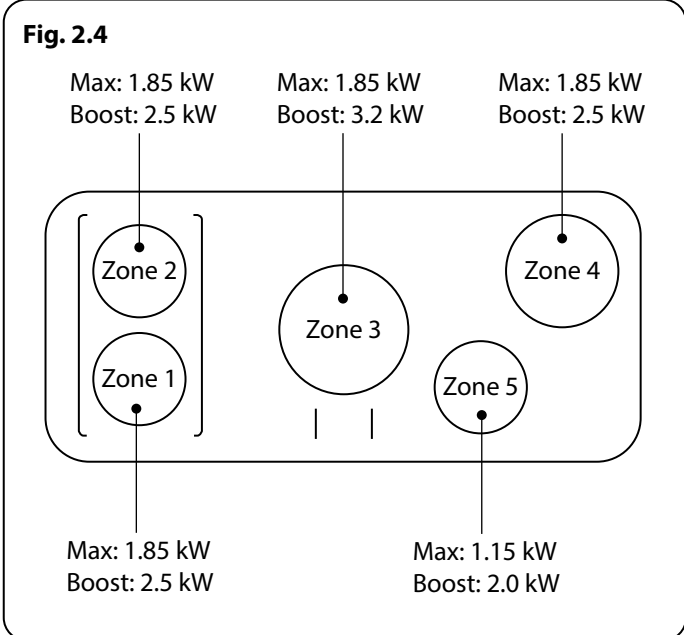 Fig. 2.4
Max: 1.85 kW
Boost: 2.5 kW
Max: 1.85 kW
Boost: 3.2 kW
Max: 1.85 kW
Boost: 2.5 kW
Zone 2
Zone 4
Zone 3
Zone 1
Zone 5
Max: 1.85 kW
Boost: 2.5 kW
Max: 1.15 kW
Boost: 2.0 kW